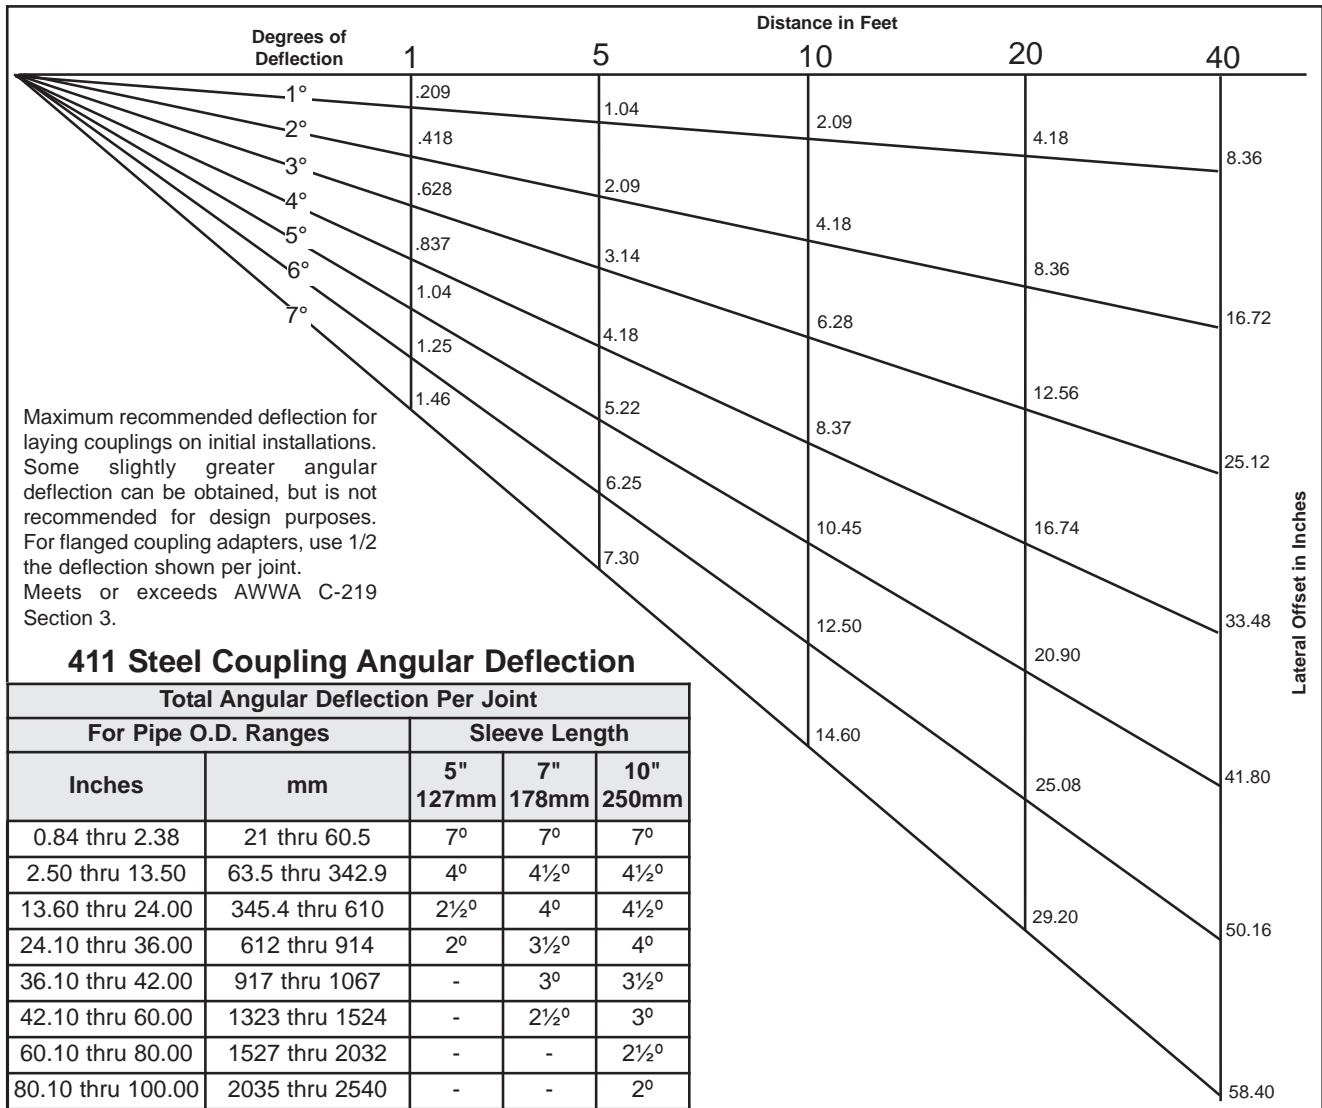 Distance in Feet
Degrees of
Deflection
1 5 10 20 40
1° .209 1.04 2.09 4.18 8.36
2° .418 2.09 4.18 8.36 16.72
3° .628 3.14 6.28 12.56 25.12
4° .837 4.18 8.37 16.74 33.48
5° 1.04 5.22 10.45 20.90 41.80
6° 1.25 6.25 12.50 25.08 50.16
7° 1.46 7.30 14.60 29.20 58.40
Lateral Offset in Inches
Maximum recommended deflection for
laying couplings on initial installations.
Some slightly greater angular
deflection can be obtained, but is not
recommended for design purposes.
For flanged coupling adapters, use 1/2
the deflection shown per joint.
Meets or exceeds AWWA C-219
Section 3.
411 Steel Coupling Angular Deflection
Total Angular Deflection Per Joint
For Pipe O.D. Ranges Sleeve Length
Inches mm 5" 7" 10"
127mm 178mm 250mm
0.84 thru 2.38 21 thru 60.5 7º 7º 7º
2.50 thru 13.50 63.5 thru 342.9 4º 4½º 4½º
13.60 thru 24.00 345.4 thru 610 2½º 4º 4½º
24.10 thru 36.00 612 thru 914 2º 3½º 4º
36.10 thru 42.00 917 thru 1067 - 3º 3½º
42.10 thru 60.00 1323 thru 1524 - 2½º 3º
60.10 thru 80.00 1527 thru 2032 - - 2½º
80.10 thru 100.00 2035 thru 2540 - - 2º